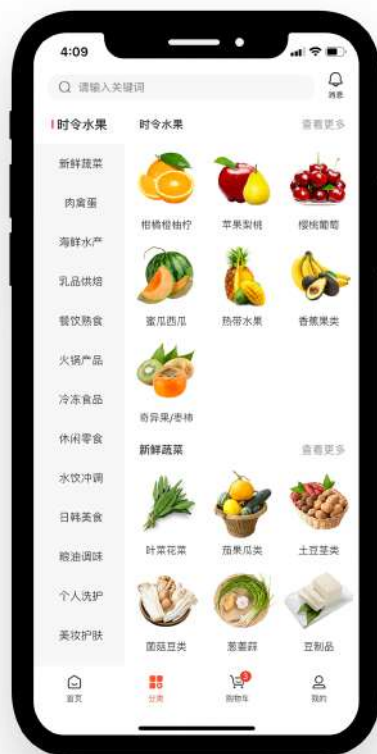 4:09
请输入关键词
消息
时令水果
新鲜蔬菜
肉禽蛋
海鲜水产
乳品烘焙
餐饮熟食
火锅产品
冷冻食品
休闲零食
水饮冲调
日韩美食
粮油调味
个人洗护
美妆护肤
时令水果
查看更多
柑橘橙柚柠
苹果梨桃
樱桃葡萄
蜜瓜西瓜
热带水果
香蕉果类
奇异果/枣柿
新鲜蔬菜
查看更多
叶菜花菜
茄果瓜类
土豆茎类
菌菇豆类
葱姜蒜
豆制品
首页
分类
购物车
3
我的